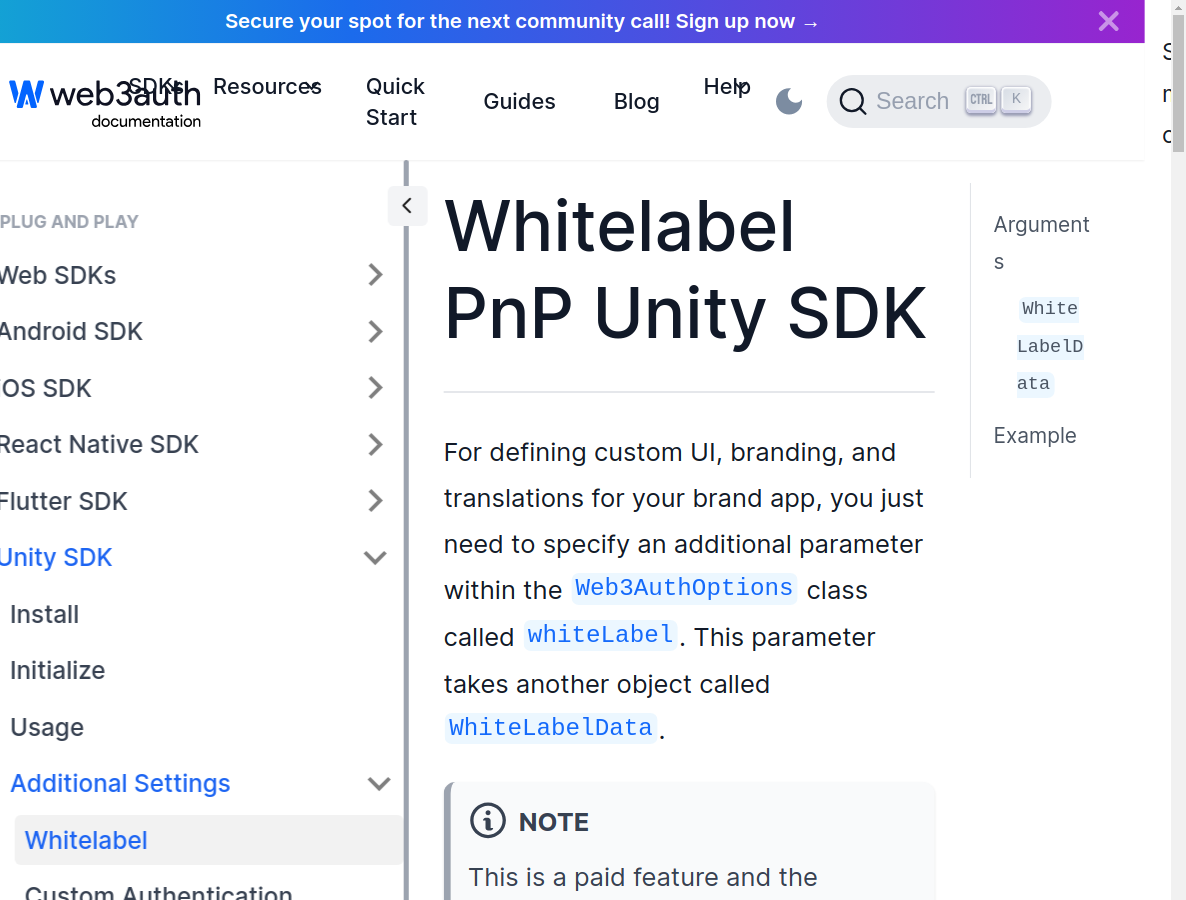 Secure your spot for the next community call! Sign up now →
web3auth
documentation
SDKs
Resources
Quick
Start
Guides
Blog
Help
Search
CTRL
K
PLUG AND PLAY
Web SDKs
Android SDK
iOS SDK
React Native SDK
Flutter SDK
Unity SDK
Install
Initialize
Usage
Additional Settings
Whitelabel
Custom Authentication
Whitelabel
PnP Unity SDK
For defining custom UI, branding, and
translations for your brand app, you just
need to specify an additional parameter
within the Web3AuthOptions class
called whiteLabel. This parameter
takes another object called
WhiteLabelData.
NOTE
This is a paid feature and the
Argument
s
White
LabelD
ata
Example